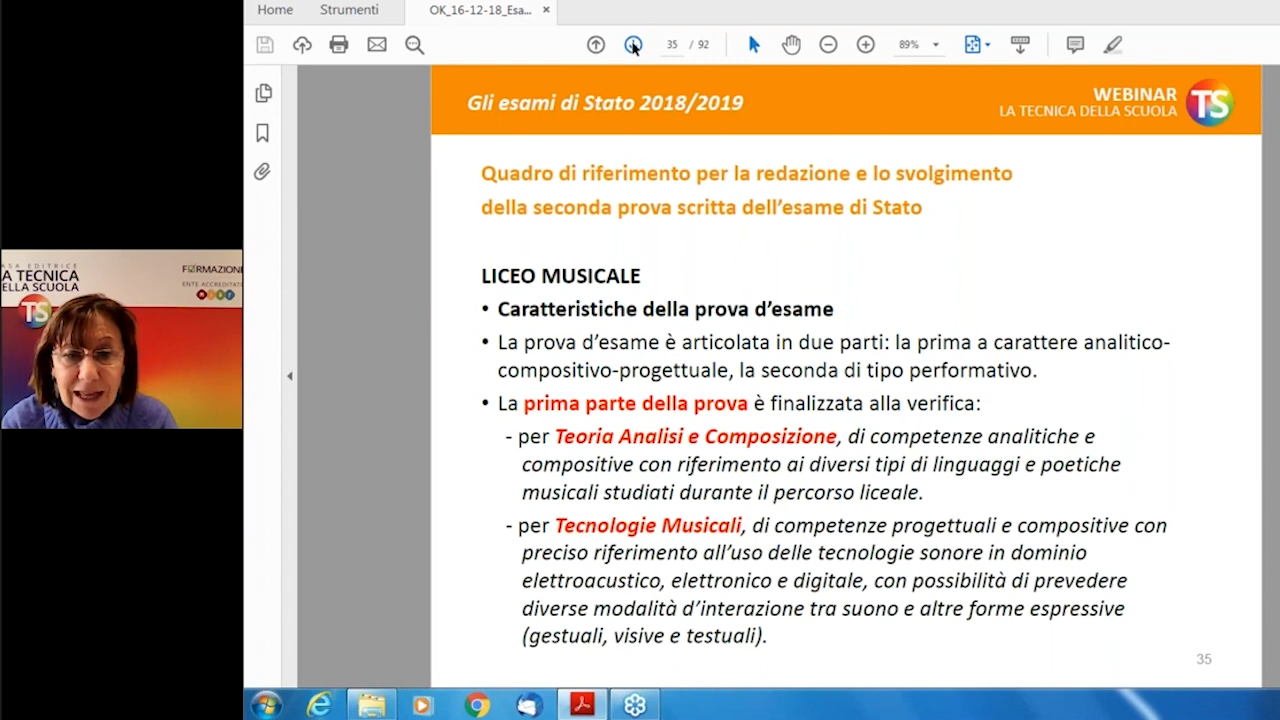 Home Strumenti OK_16-12-18_Esa... ×
35 / 92 89%
Gli esami di Stato 2018/2019
WEBINAR
LA TECNICA DELLA SCUOLA
TS
Quadro di riferimento per la redazione e lo svolgimento
della seconda prova scritta dell'esame di Stato
LICEO MUSICALE
• Caratteristiche della prova d'esame
• La prova d'esame è articolata in due parti: la prima a carattere analitico-
compositivo-progettuale, la seconda di tipo performativo.
• La prima parte della prova è finalizzata alla verifica:
- per Teoria Analisi e Composizione, di competenze analitiche e
compositive con riferimento ai diversi tipi di linguaggi e poetiche
musicali studiati durante il percorso liceale.
- per Tecnologie Musicali, di competenze progettuali e compositive con
preciso riferimento all'uso delle tecnologie sonore in dominio
elettroacustico, elettronico e digitale, con possibilità di prevedere
diverse modalità d'interazione tra suono e altre forme espressive
(gestuali, visive e testuali).
35
ASA EDITRICE
A TECNICA
ELLA SCUOLA
TS
FORMAZIONE
ENTE ACCREDITAT